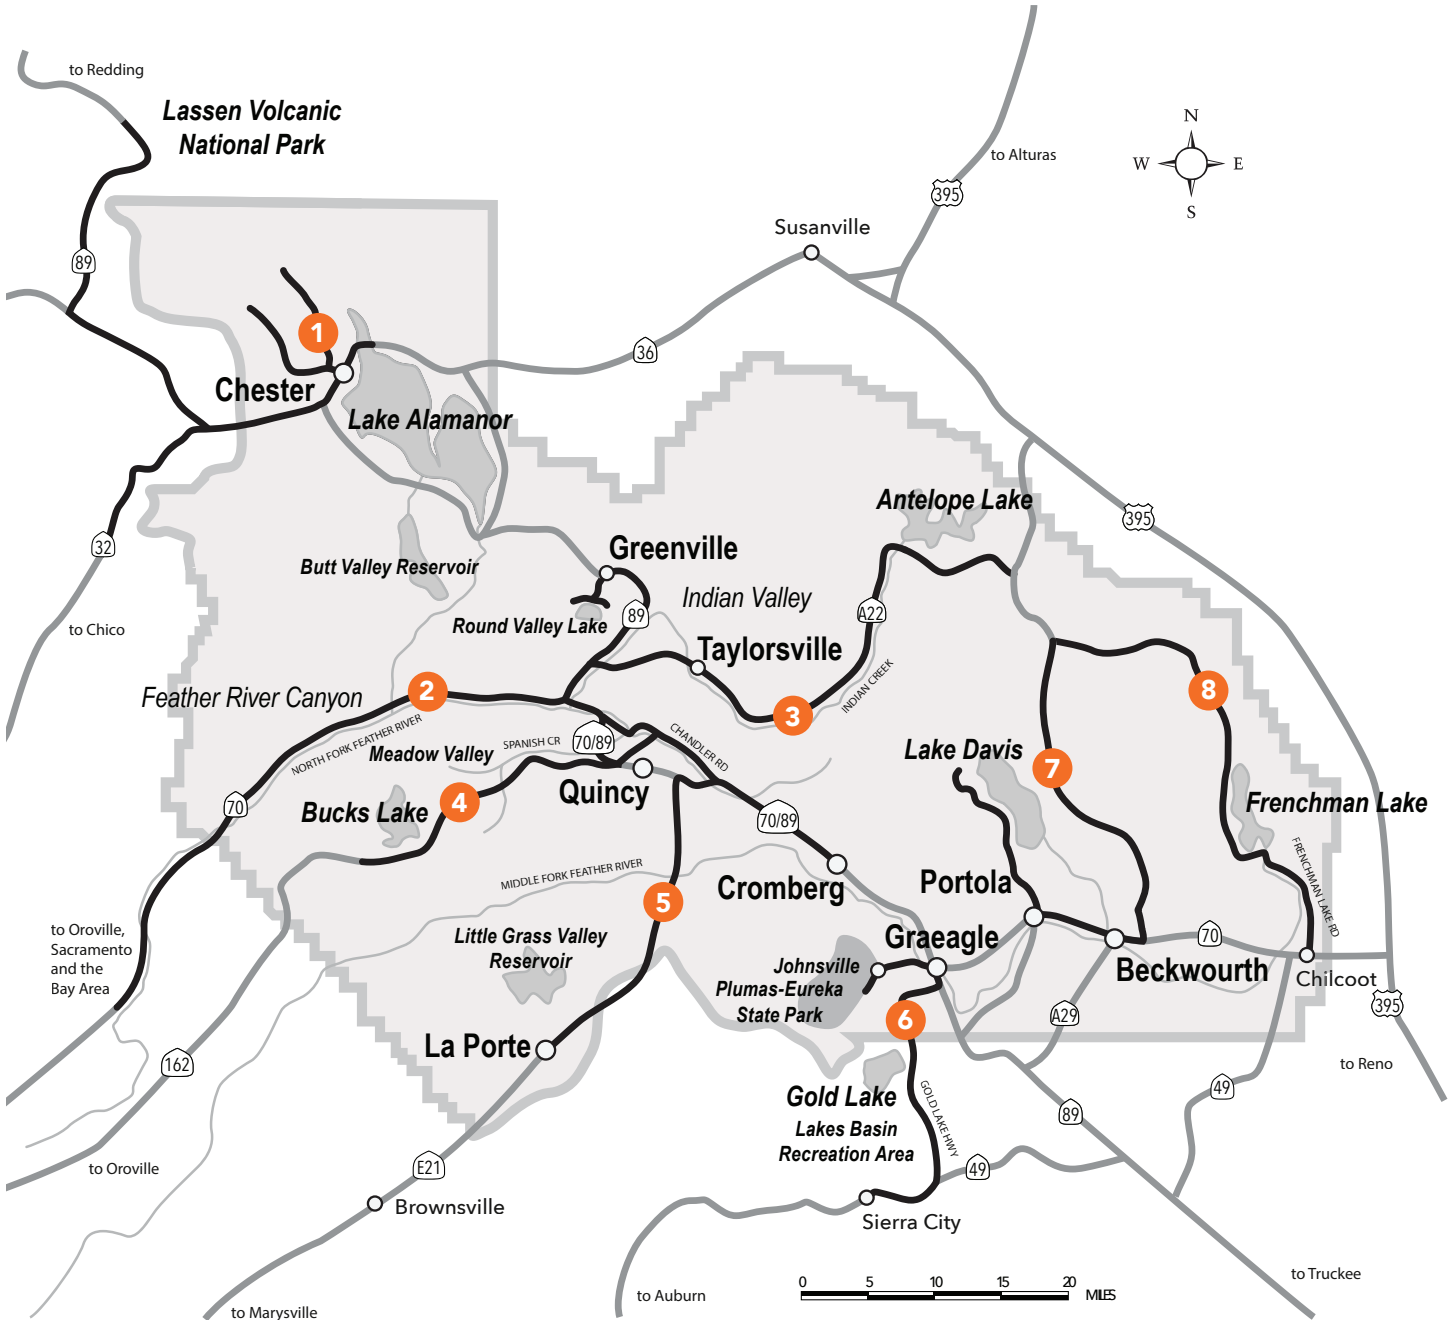 to Redding
Lassen Volcanic
National Park
N
W
E
S
to Alturas
395
Susanville
89
1
36
Chester
Lake Alamanor
Antelope Lake
395
32
Greenville
Butt Valley Reservoir
Indian Valley
A22
to Chico
Round Valley Lake
89
Taylorsville
INDIAN CREEK
Feather River Canyon
2
3
8
NORTH FORK FEATHER RIVER
Meadow Valley
SPANISH CR
70/89
CHANDLER RD
Lake Davis
7
Quincy
70
Bucks Lake
4
70/89
Frenchman Lake
FRENCHMAN LAKE RD
MIDDLE FORK FEATHER RIVER
Cromberg
Portola
5
to Oroville,
Sacramento
and the
Bay Area
Little Grass Valley
Reservoir
Graeagle
70
Johnsville
Plumas-Eureka
State Park
Beckwourth
Chilcoot
395
6
A29
La Porte
162
to Reno
49
Gold Lake
GOLD LAKE HWY
89
Lakes Basin
Recreation Area
to Oroville
E21
49
Brownsville
Sierra City
to Truckee
0 5 10 15 20
MILES
to Auburn
to Marysville